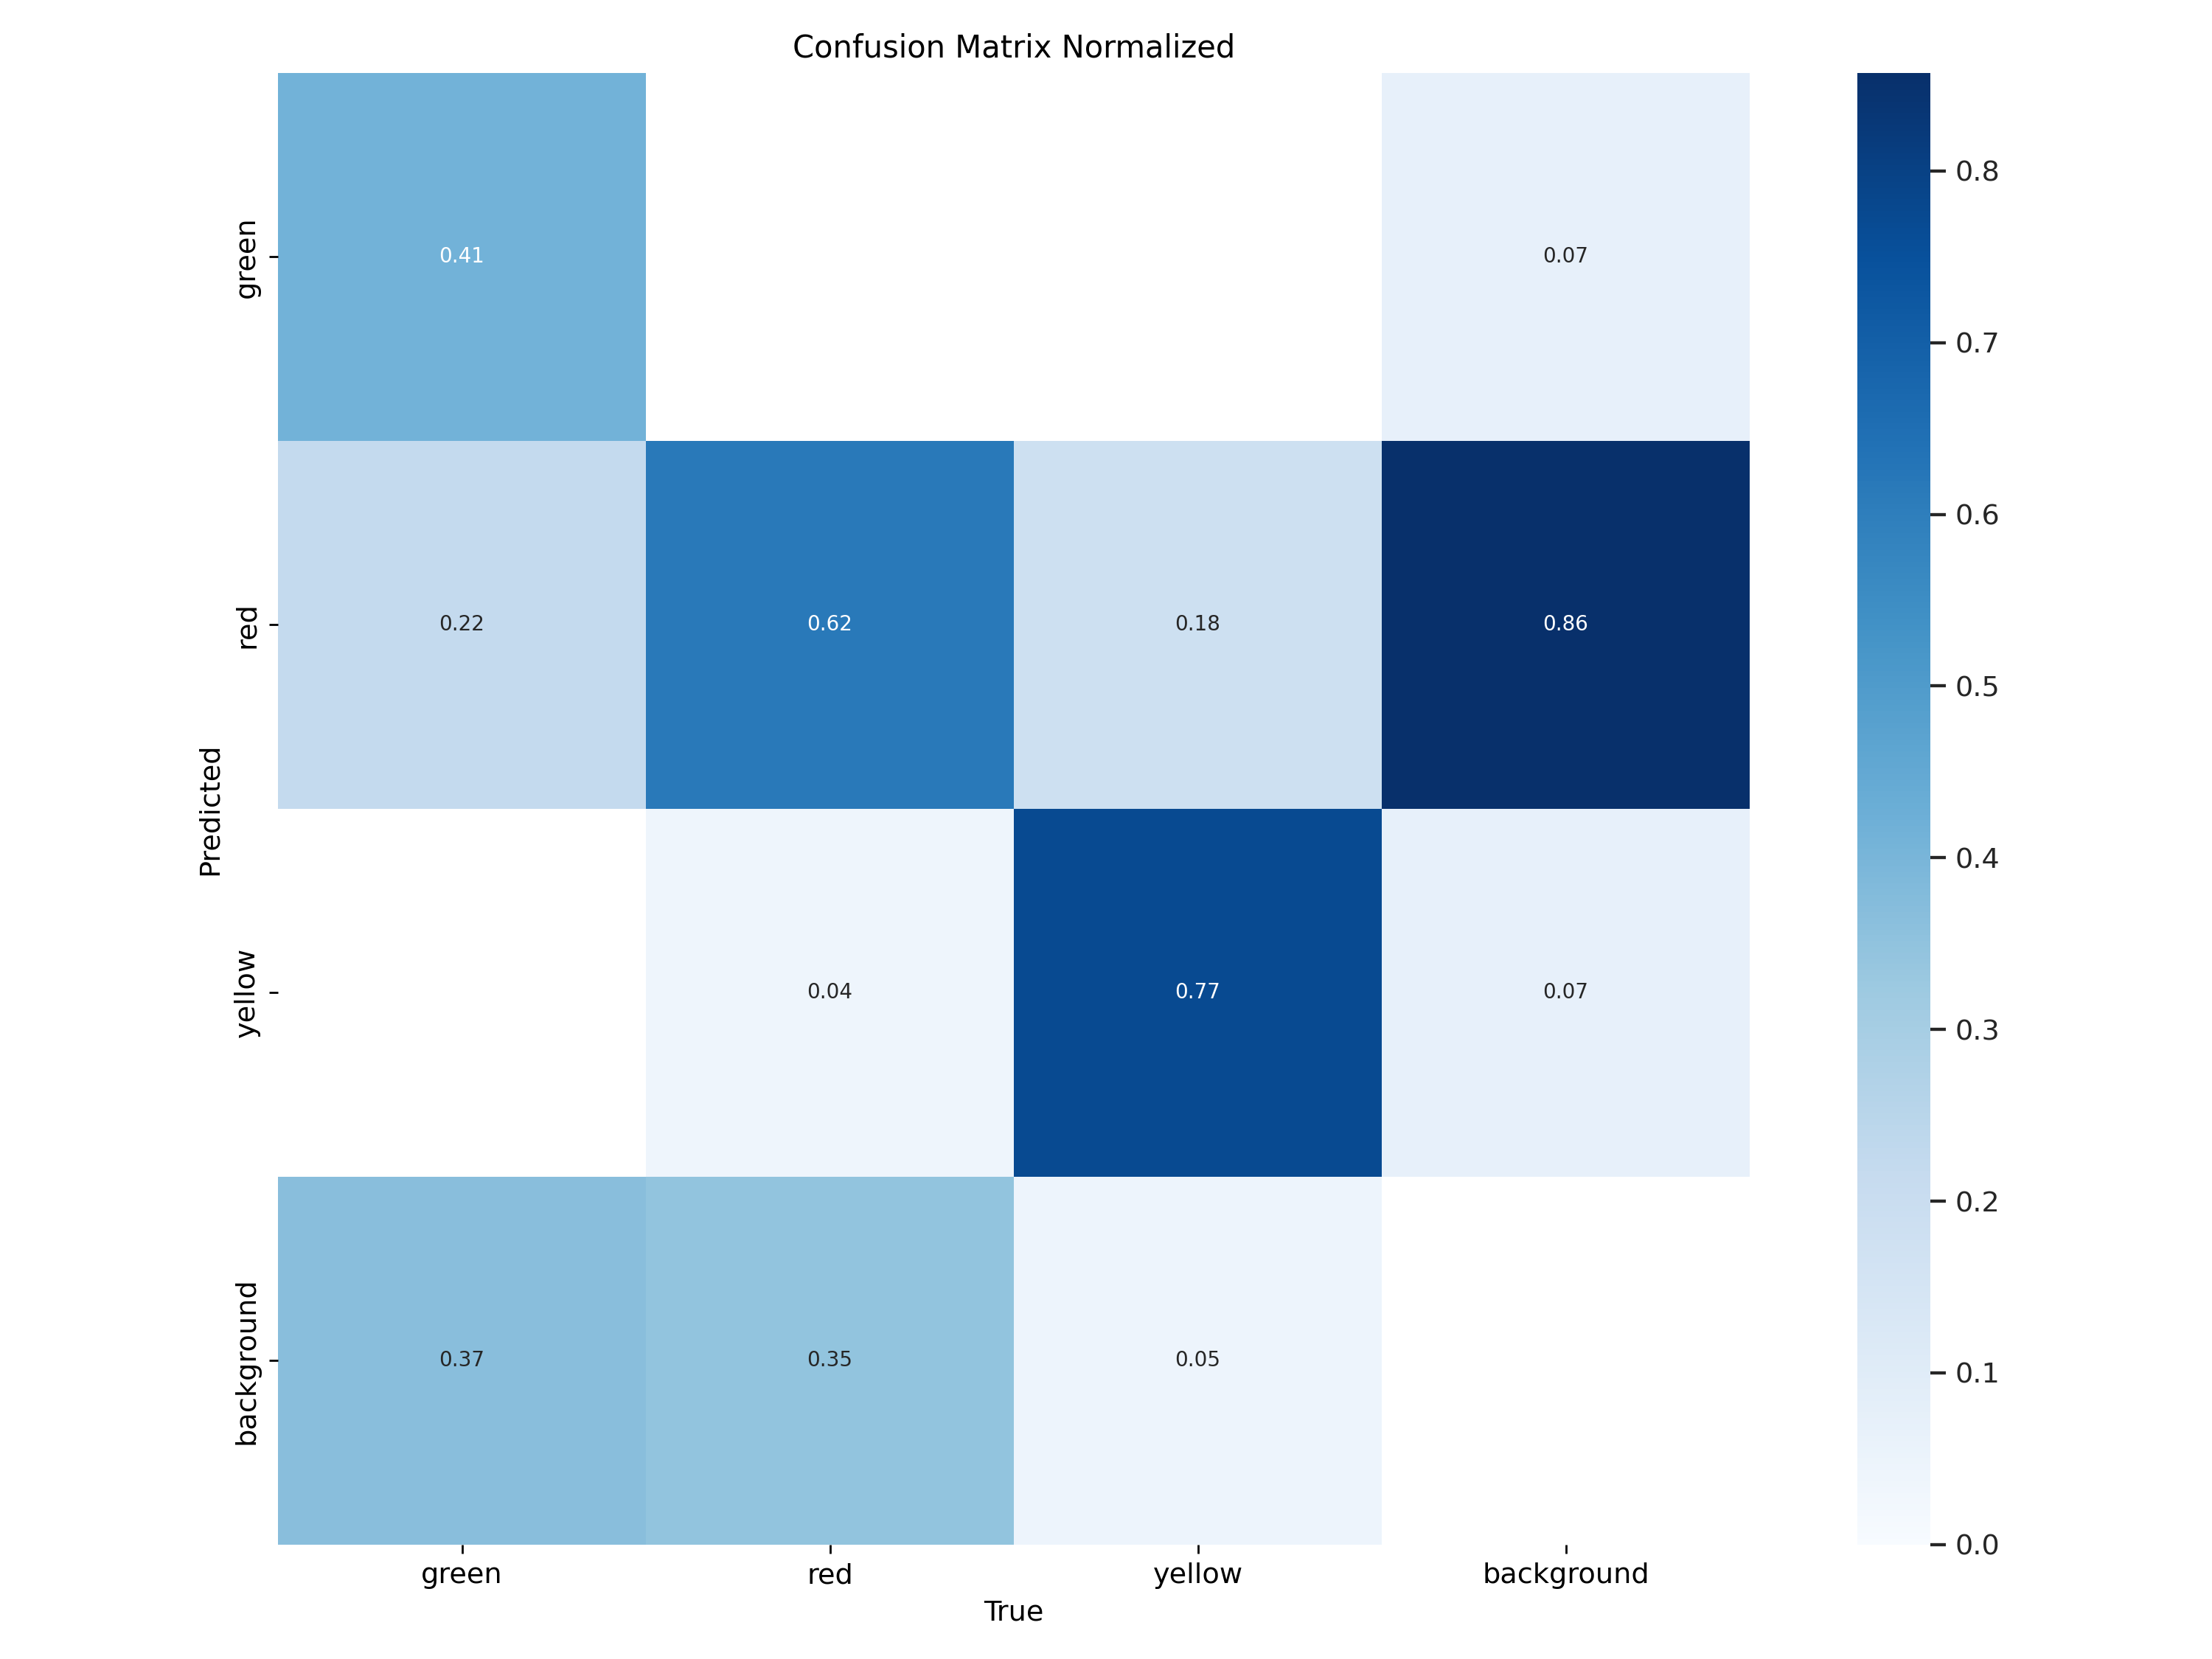 Confusion Matrix Normalized
green
0.41
0.07
red
0.22
0.62
0.18
0.86
Predicted
yellow
0.04
0.77
0.07
background
0.37
0.35
0.05
green
red
yellow
background
True
0.8
0.7
0.6
0.5
0.4
0.3
0.2
0.1
0.0